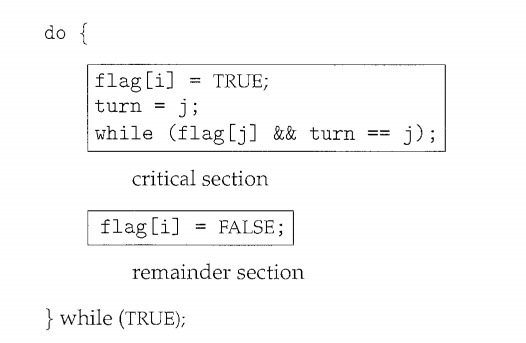 do {
flag[i] = TRUE;
turn = j;
while (flag[j] && turn == j);
critical section
flag[i] = FALSE;
remainder section
} while (TRUE);